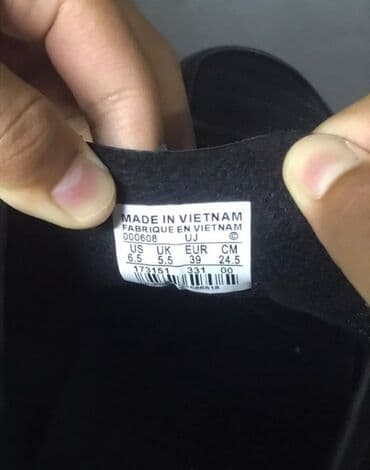 MADE IN VIETNAM
FABRIQUE EN VIETNAM
000608 UJ ©
US UK EUR CM
6.5 5.5 39 24.5
173151 331 00